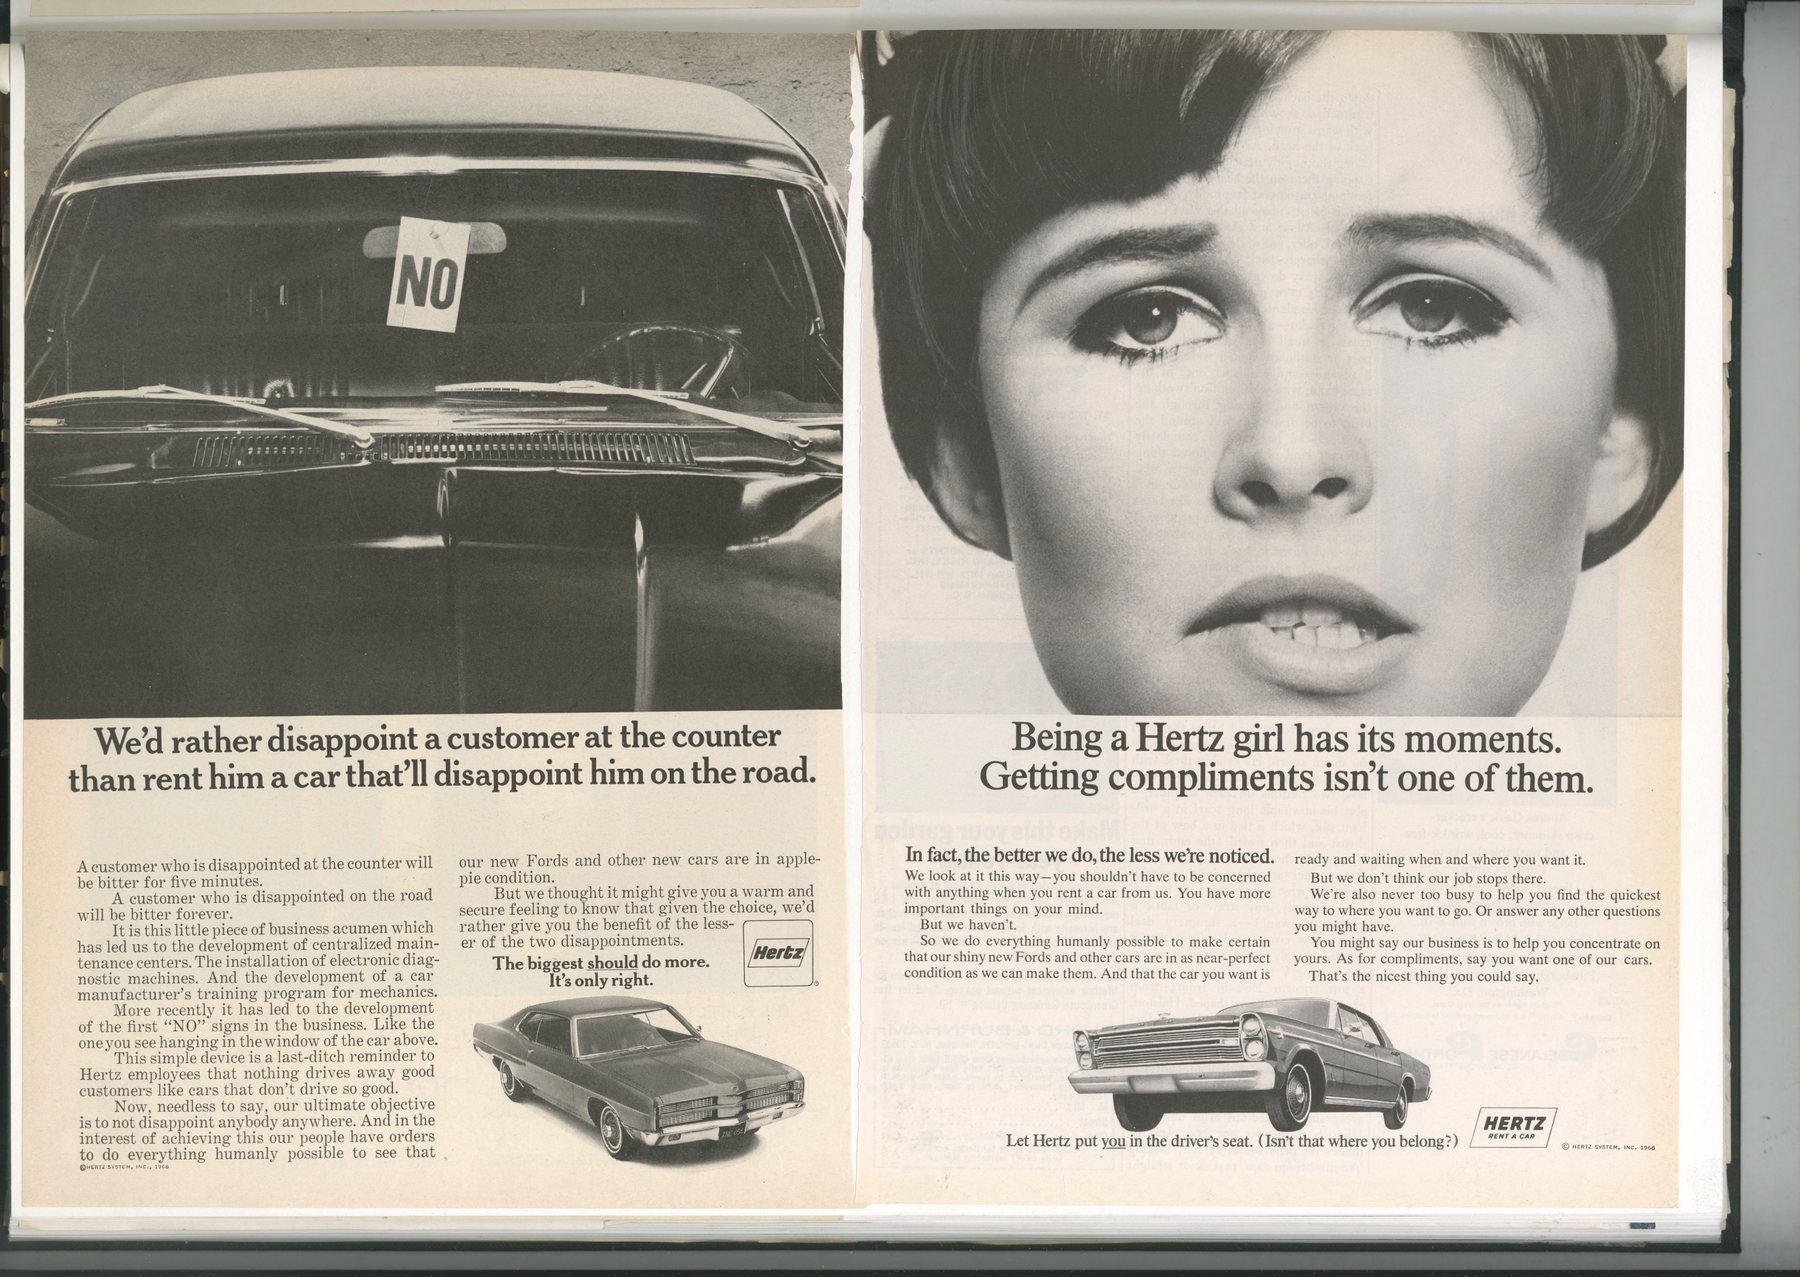 NO
We'd rather disappoint a customer at the counter
than rent him a car that'll disappoint him on the road.
A customer who is disappointed at the counter will
be bitter for five minutes.
A customer who is disappointed on the road
will be bitter forever.
It is this little piece of business acumen which
has led us to the development of centralized main-
tenance centers. The installation of electronic diag-
nostic machines. And the development of a car
manufacturer's training program for mechanics.
More recently it has led to the development
of the first "NO" signs in the business. Like the
one you see hanging in the window of the car above.
This simple device is a last-ditch reminder to
Hertz employees that nothing drives away good
customers like cars that don't drive so good.
Now, needless to say, our ultimate objective
is to not disappoint anybody anywhere. And in the
interest of achieving this our people have orders
to do everything humanly possible to see that
©HERTZ SYSTEM, INC., 1968
our new Fords and other new cars are in apple-
pie condition.
But we thought it might give you a warm and
secure feeling to know that given the choice, we'd
rather give you the benefit of the less-
er of the two disappointments.
The biggest should do more.
It's only right.
Hertz
®
Being a Hertz girl has its moments.
Getting compliments isn't one of them.
In fact, the better we do, the less we're noticed.
We look at it this way—you shouldn't have to be concerned
with anything when you rent a car from us. You have more
important things on your mind.
But we haven't.
So we do everything humanly possible to make certain
that our shiny new Fords and other cars are in as near-perfect
condition as we can make them. And that the car you want is
ready and waiting when and where you want it.
But we don't think our job stops there.
We're also never too busy to help you find the quickest
way to where you want to go. Or answer any other questions
you might have.
You might say our business is to help you concentrate on
yours. As for compliments, say you want one of our cars.
That's the nicest thing you could say.
Let Hertz put you in the driver's seat. (Isn't that where you belong?)
HERTZ
RENT A CAR
© HERTZ SYSTEM, INC. 1966